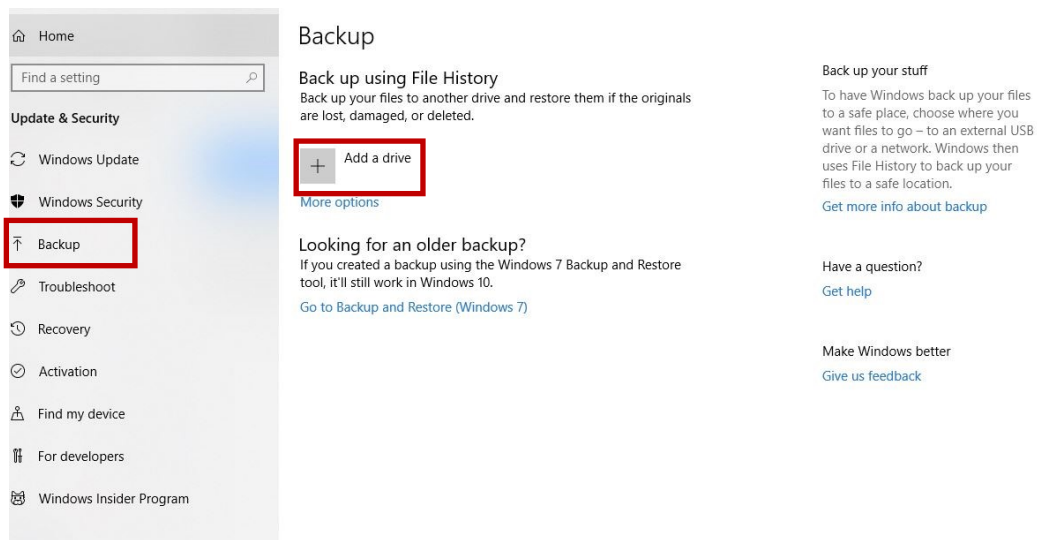 Home
Find a setting
Update & Security
Windows Update
Windows Security
Backup
Troubleshoot
Recovery
Activation
Find my device
For developers
Windows Insider Program
Backup
Back up using File History
Back up your files to another drive and restore them if the originals
are lost, damaged, or deleted.
Add a drive
More options
Looking for an older backup?
If you created a backup using the Windows 7 Backup and Restore
tool, it'll still work in Windows 10.
Go to Backup and Restore (Windows 7)
Back up your stuff
To have Windows back up your files
to a safe place, choose where you
want files to go – to an external USB
drive or a network. Windows then
uses File History to back up your
files to a safe location.
Get more info about backup
Have a question?
Get help
Make Windows better
Give us feedback